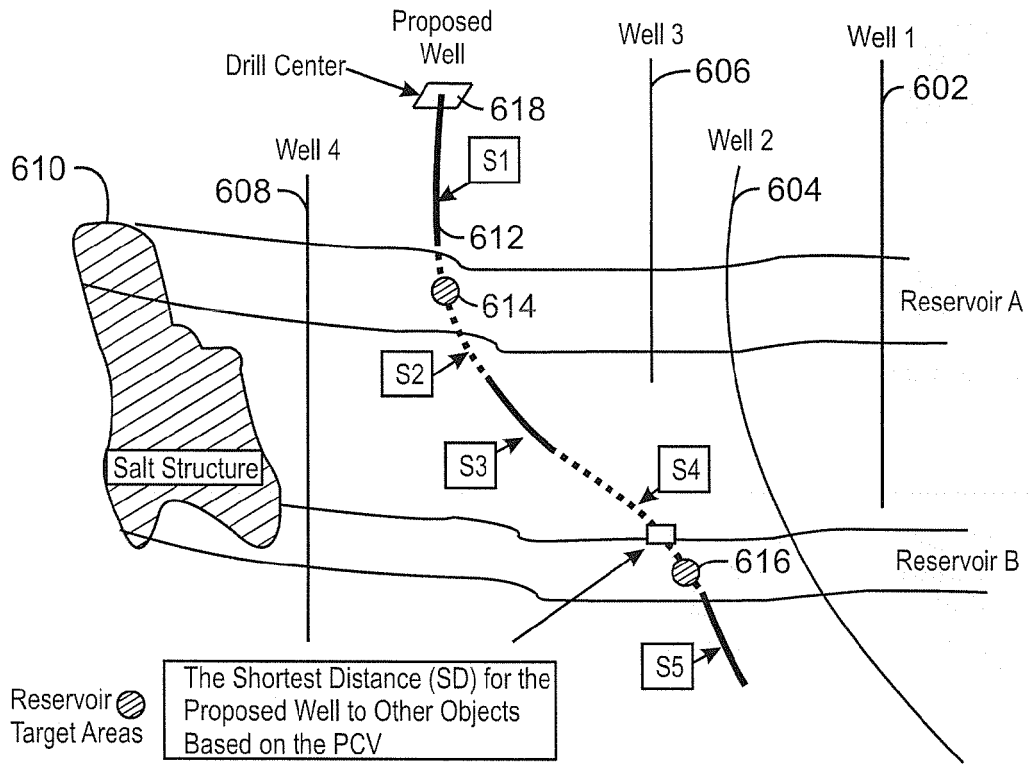 Proposed
Well
Drill Center
618
Well 3
606
Well 1
602
Well 2
604
Well 4
608
610
S1
612
614
Reservoir A
S2
S3
S4
Salt Structure
616
Reservoir B
S5
Reservoir
Target Areas
The Shortest Distance (SD) for the
Proposed Well to Other Objects
Based on the PCV